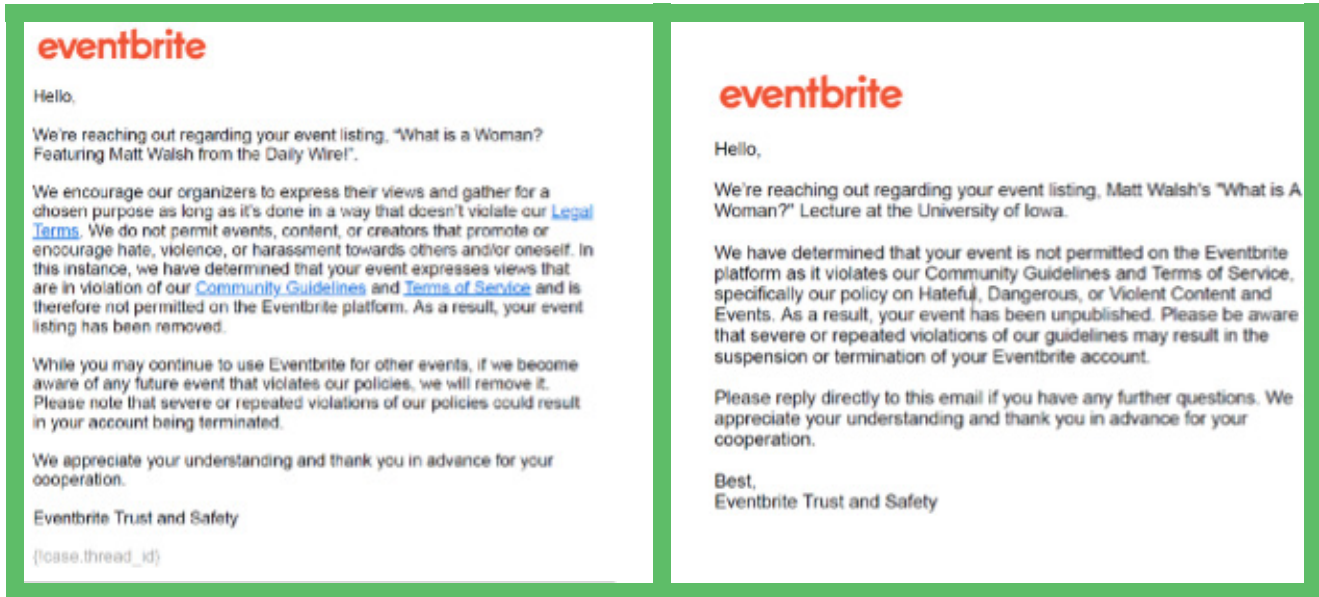 eventbrite
Hello,
We're reaching out regarding your event listing, "What is a Woman?
Featuring Matt Walsh from the Daily Wire!".
We encourage our organizers to express their views and gather for a
chosen purpose as long as it's done in a way that doesn't violate our Legal
Terms. We do not permit events, content, or creators that promote or
encourage hate, violence, or harassment towards others and/or oneself. In
this instance, we have determined that your event expresses views that
are in violation of our Community Guidelines and Terms of Service and is
therefore not permitted on the Eventbrite platform. As a result, your event
listing has been removed.
While you may continue to use Eventbrite for other events, if we become
aware of any future event that violates our policies, we will remove it.
Please note that severe or repeated violations of our policies could result
in your account being terminated.
We appreciate your understanding and thank you in advance for your
cooperation.
Eventbrite Trust and Safety
{!case.thread_id}
eventbrite
Hello,
We're reaching out regarding your event listing, Matt Walsh's "What is A
Woman?" Lecture at the University of Iowa.
We have determined that your event is not permitted on the Eventbrite
platform as it violates our Community Guidelines and Terms of Service,
specifically our policy on Hateful, Dangerous, or Violent Content and
Events. As a result, your event has been unpublished. Please be aware
that severe or repeated violations of our guidelines may result in the
suspension or termination of your Eventbrite account.
Please reply directly to this email if you have any further questions. We
appreciate your understanding and thank you in advance for your
cooperation.
Best,
Eventbrite Trust and Safety